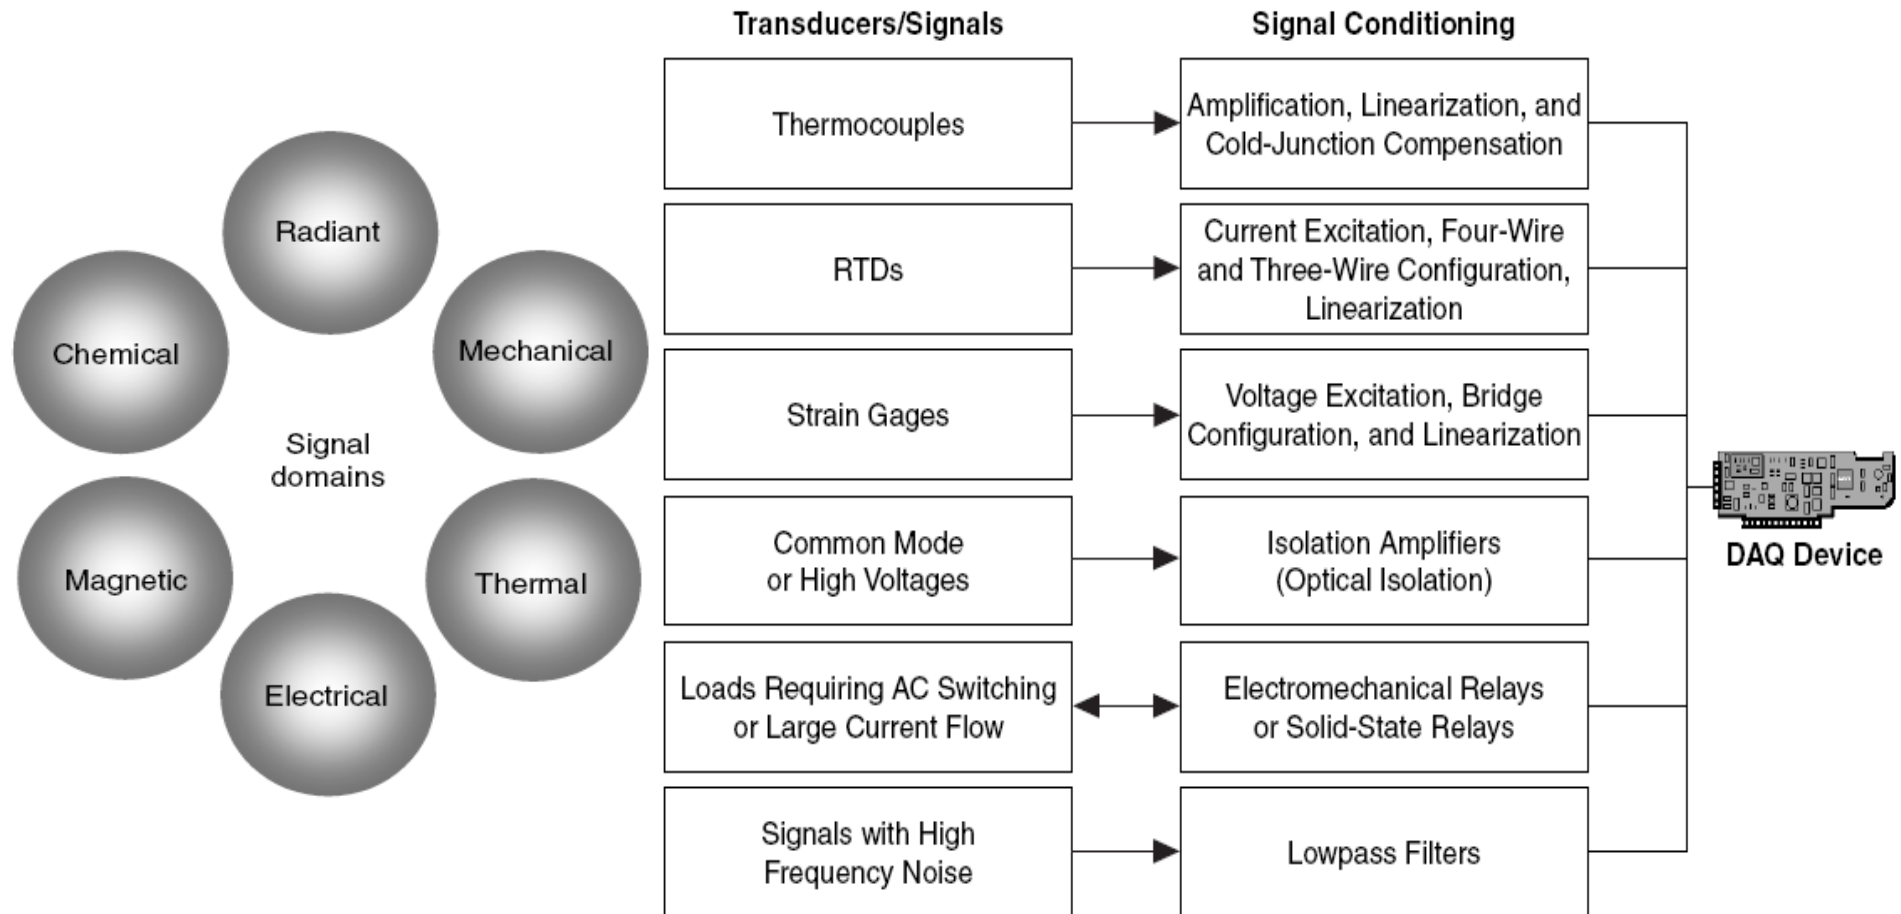 Transducers/Signals
Signal Conditioning
Radiant
Chemical
Mechanical
Signal
domains
Magnetic
Thermal
Electrical
Thermocouples
Amplification, Linearization, and
Cold-Junction Compensation
RTDs
Current Excitation, Four-Wire
and Three-Wire Configuration,
Linearization
Strain Gages
Voltage Excitation, Bridge
Configuration, and Linearization
Common Mode
or High Voltages
Isolation Amplifiers
(Optical Isolation)
Loads Requiring AC Switching
or Large Current Flow
Electromechanical Relays
or Solid-State Relays
Signals with High
Frequency Noise
Lowpass Filters
DAQ Device